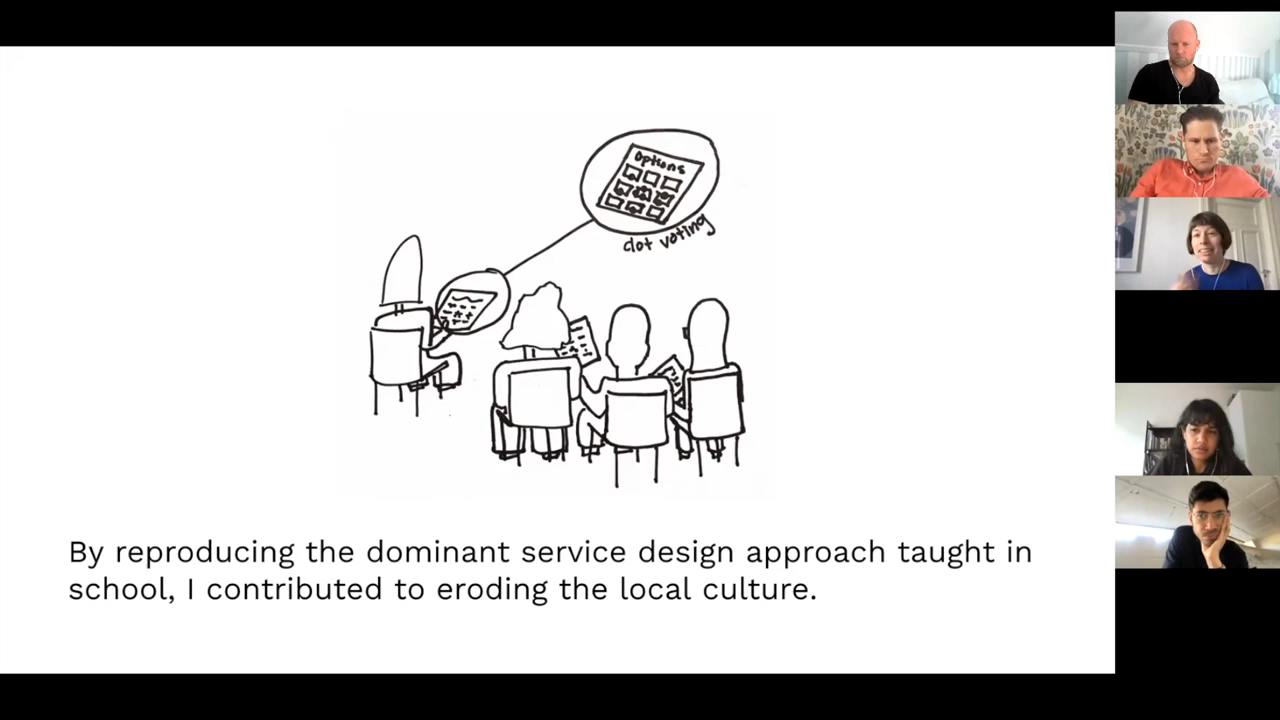 Options
dot voting
By reproducing the dominant service design approach taught in
school, I contributed to eroding the local culture.